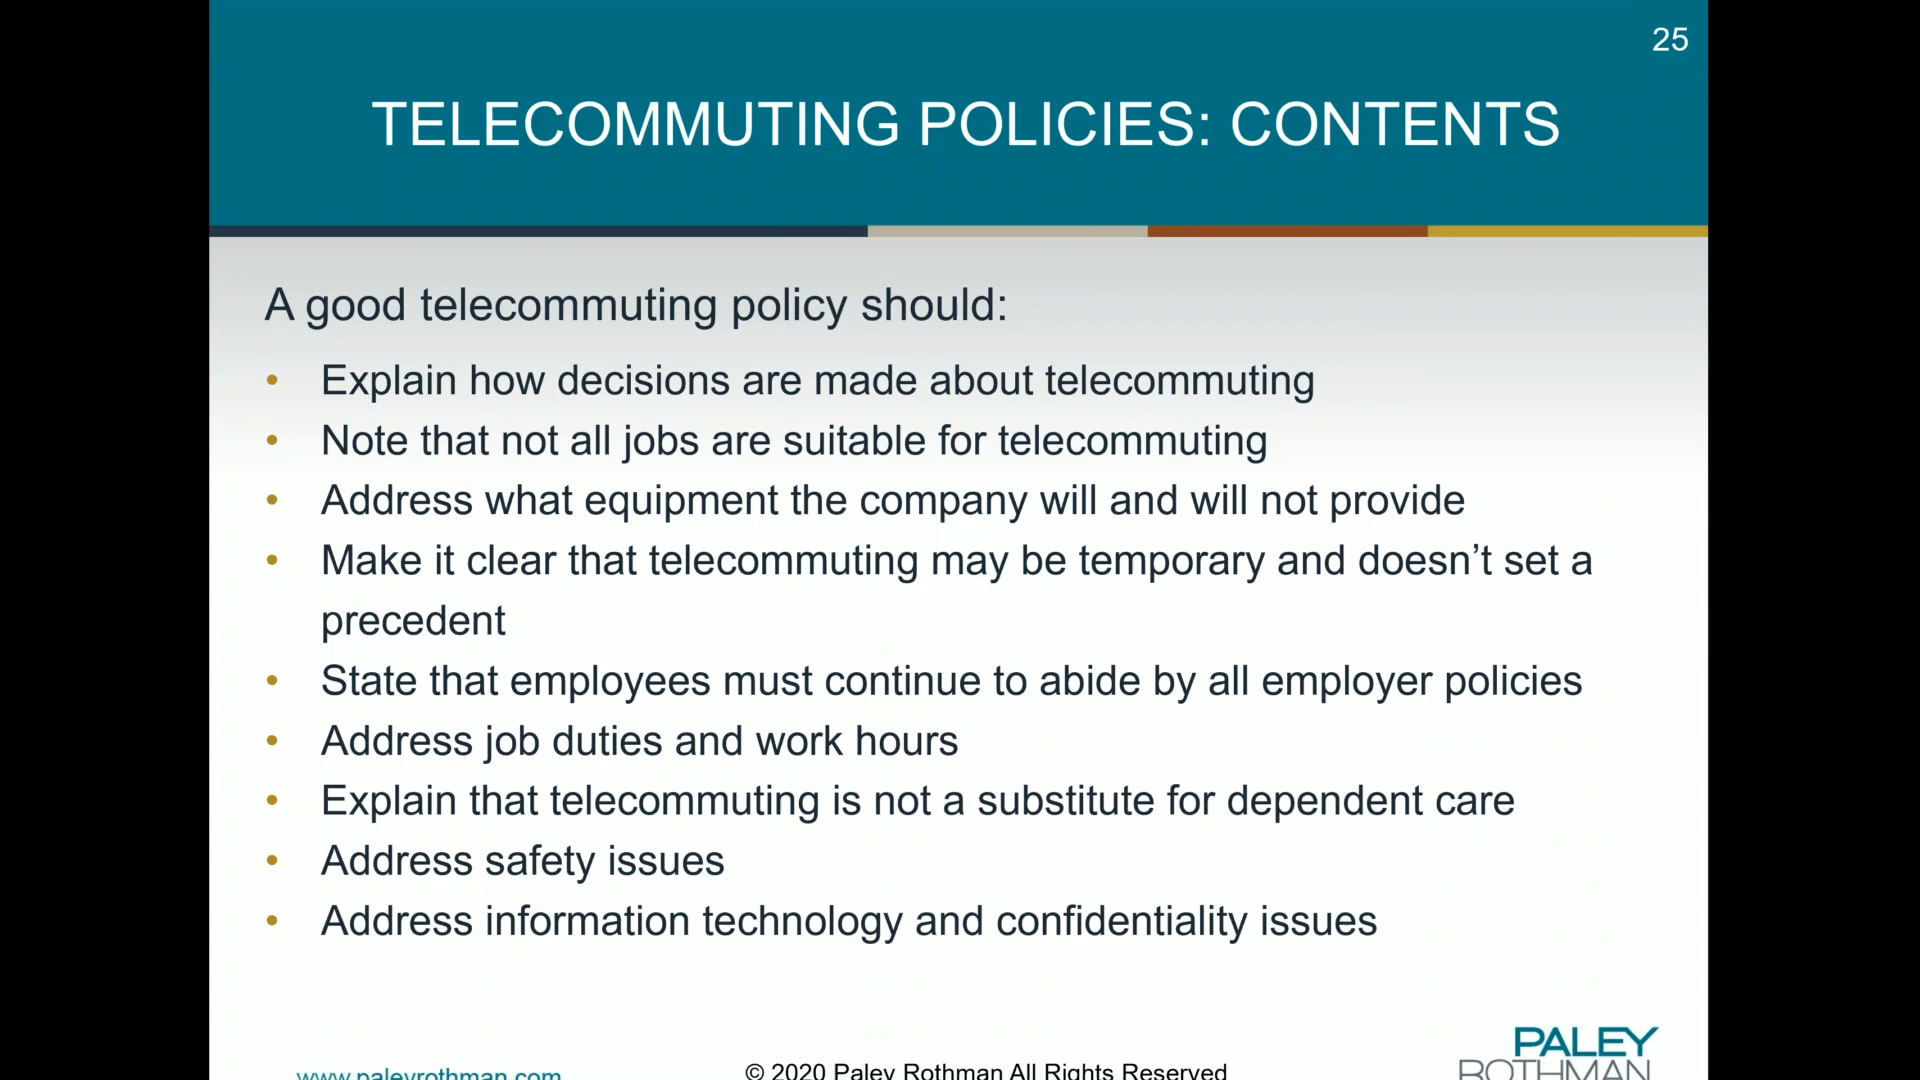 25
TELECOMMUTING POLICIES: CONTENTS
A good telecommuting policy should:
• Explain how decisions are made about telecommuting
• Note that not all jobs are suitable for telecommuting
• Address what equipment the company will and will not provide
• Make it clear that telecommuting may be temporary and doesn’t set a
precedent
• State that employees must continue to abide by all employer policies
• Address job duties and work hours
• Explain that telecommuting is not a substitute for dependent care
• Address safety issues
• Address information technology and confidentiality issues
www.paleyrothman.com
© 2020 Paley Rothman All Rights Reserved
PALEY
ROTHMAN